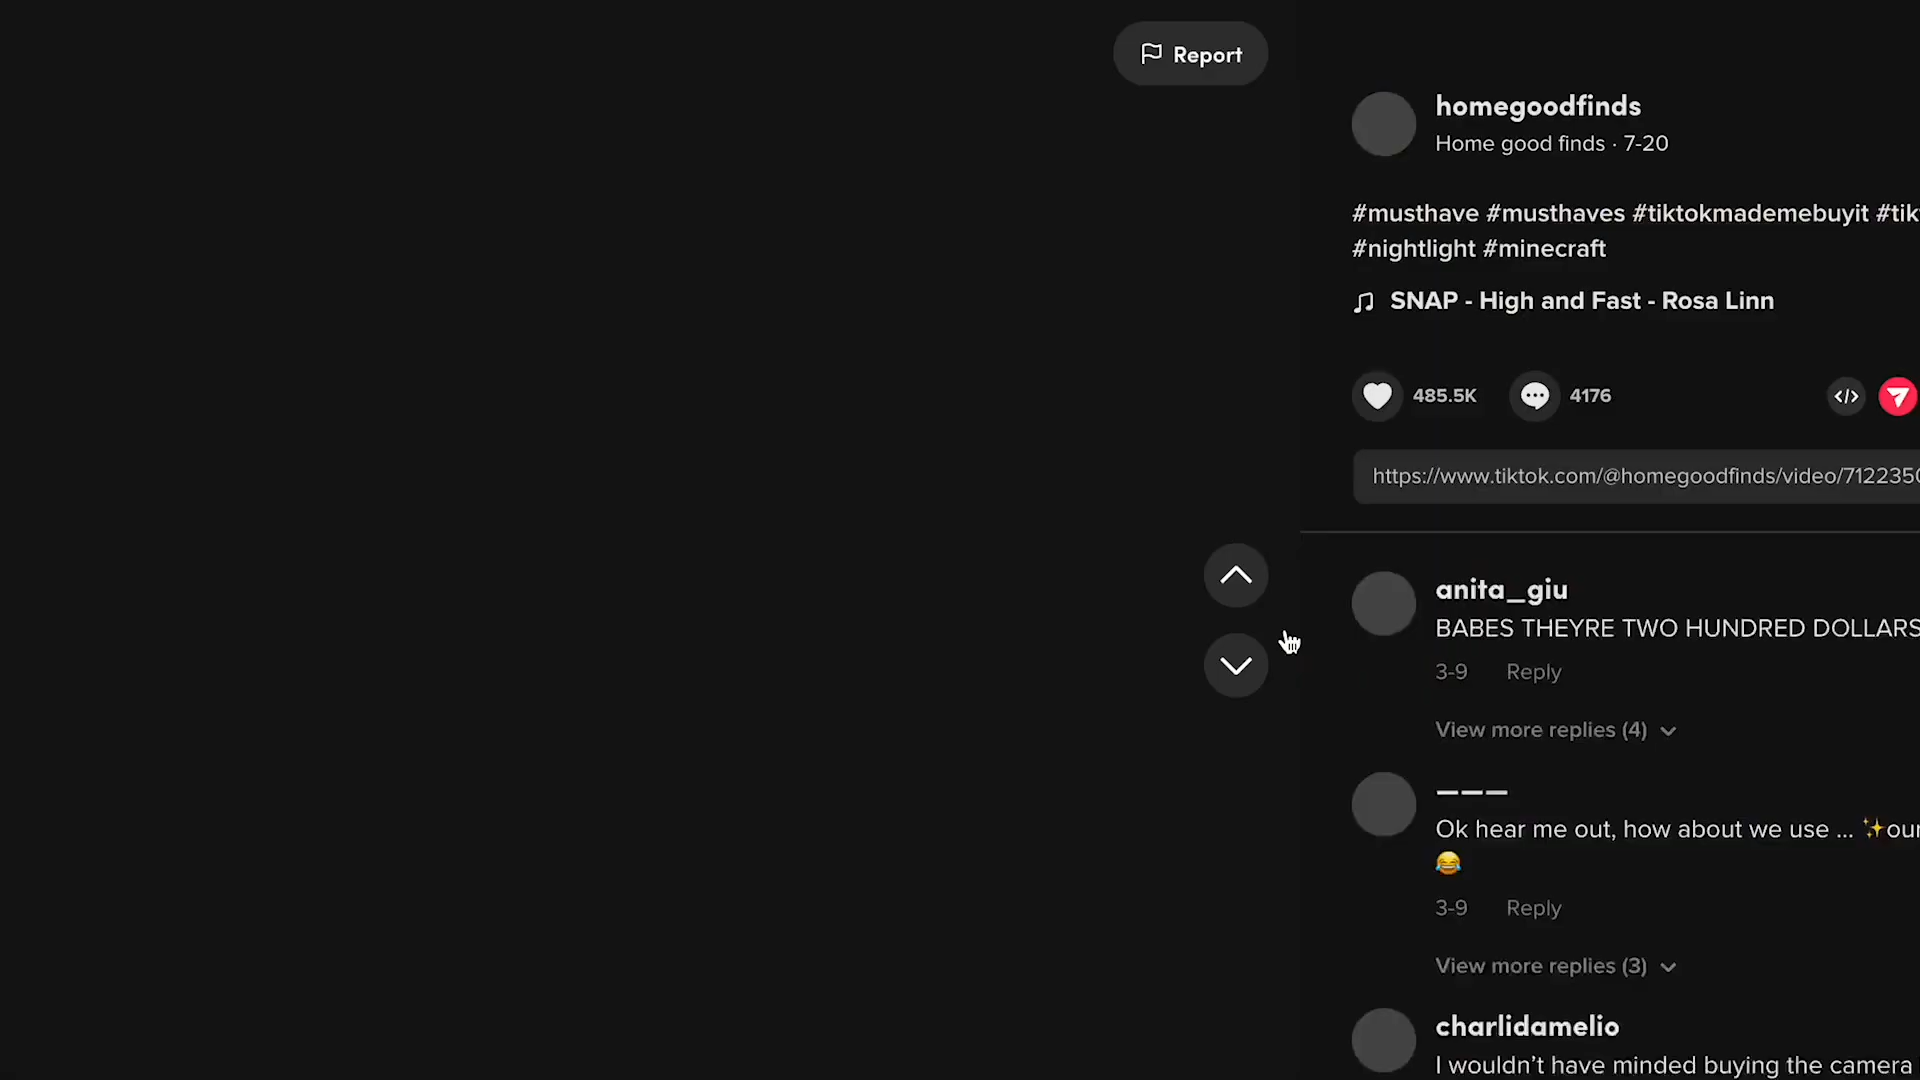 Report
homegoodfinds
Home good finds · 7-20
#musthave #musthaves #tiktokmademebuyit #tik
#nightlight #minecraft
SNAP - High and Fast - Rosa Linn
485.5K
4176
</>
https://www.tiktok.com/@homegoodfinds/video/712235
anita_giu
BABES THEYRE TWO HUNDRED DOLLARS
3-9 Reply
View more replies (4)
———
Ok hear me out, how about we use ... ✨our
😂
3-9 Reply
View more replies (3)
charlidamelio
I wouldn’t have minded buying the camera